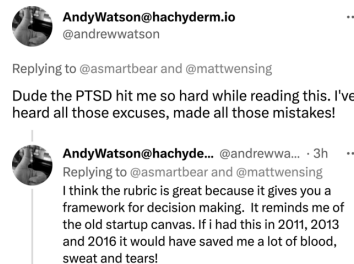 AndyWatson@hachyderm.io
@andrewwatson
Replying to @asmartbear and @mattwensing
Dude the PTSD hit me so hard while reading this. I've
heard all those excuses, made all those mistakes!
AndyWatson@hachyde... @andrewwa... · 3h
Replying to @asmartbear and @mattwensing
I think the rubric is great because it gives you a
framework for decision making. It reminds me of
the old startup canvas. If i had this in 2011, 2013
and 2016 it would have saved me a lot of blood,
sweat and tears!